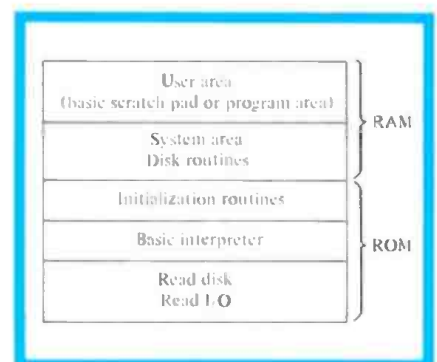 User area
(basic scratch pad or program area)
RAM
System area
Disk routines
Initialization routines
Basic interpreter
ROM
Read disk
Read I/O